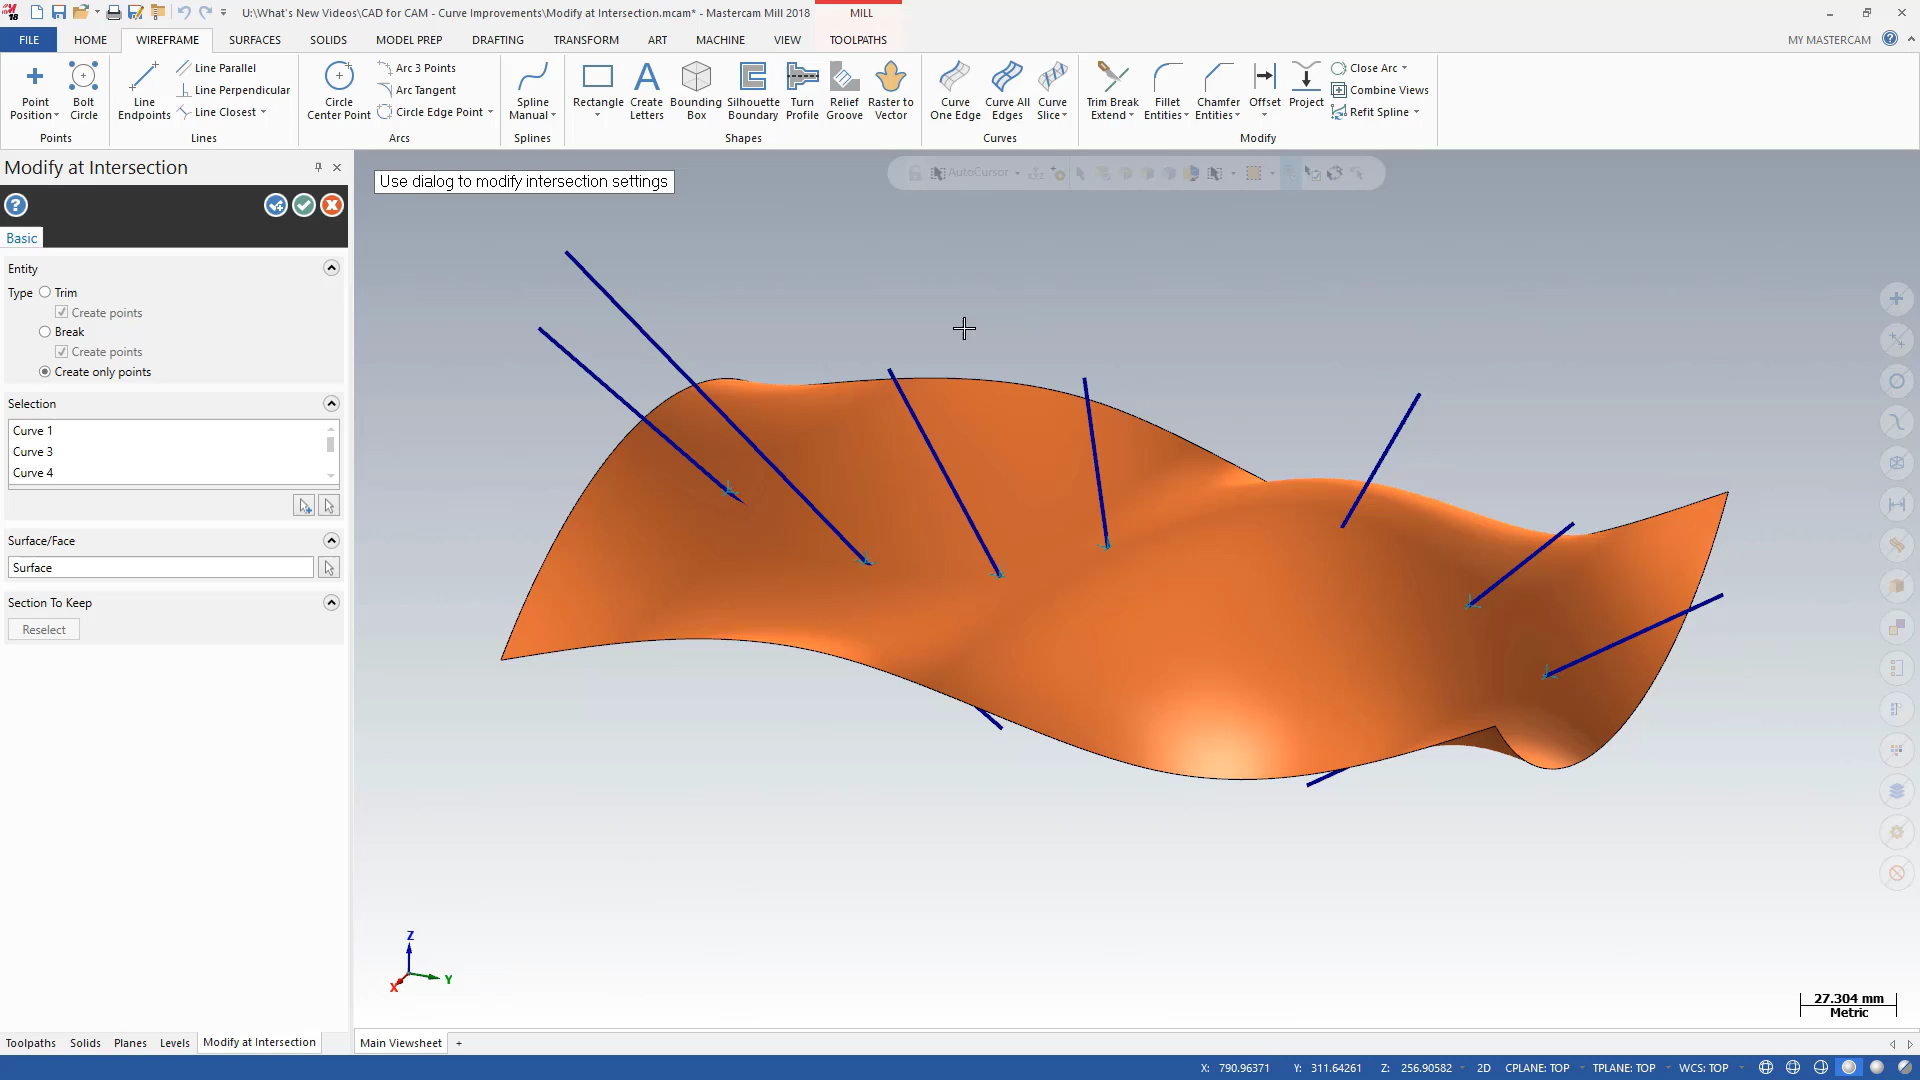 U:\What's New Videos\CAD for CAM - Curve Improvements\Modify at Intersection.mcam* - Mastercam Mill 2018
MILL
FILE HOME WIREFRAME SURFACES SOLIDS MODEL PREP DRAFTING TRANSFORM ART MACHINE VIEW TOOLPATHS MY MASTERCAM
Point Position
Bolt Circle
Points
Line Endpoints
Line Parallel
Line Perpendicular
Line Closest
Lines
Circle Center Point
Arc 3 Points
Arc Tangent
Circle Edge Point
Arcs
Spline Manual
Splines
Rectangle
Create Letters
Bounding Box
Silhouette Boundary
Turn Profile
Relief Groove
Raster to Vector
Shapes
Curve One Edge
Curve All Edges
Curve Slice
Curves
Trim Break Extend
Fillet Entities
Chamfer Entities
Offset
Project
Close Arc
Combine Views
Refit Spline
Modify
Modify at Intersection
Basic
Entity
Type Trim
Create points
Break
Create points
Create only points
Selection
Curve 1
Curve 3
Curve 4
Surface/Face
Surface
Section To Keep
Reselect
Use dialog to modify intersection settings
AutoCursor
Z
Y
X
27.304 mm
Metric
Toolpaths Solids Planes Levels Modify at Intersection
Main Viewsheet +
X: 790.96371 Y: 311.64261 Z: 256.90582 2D CPLANE: TOP TPLANE: TOP WCS: TOP